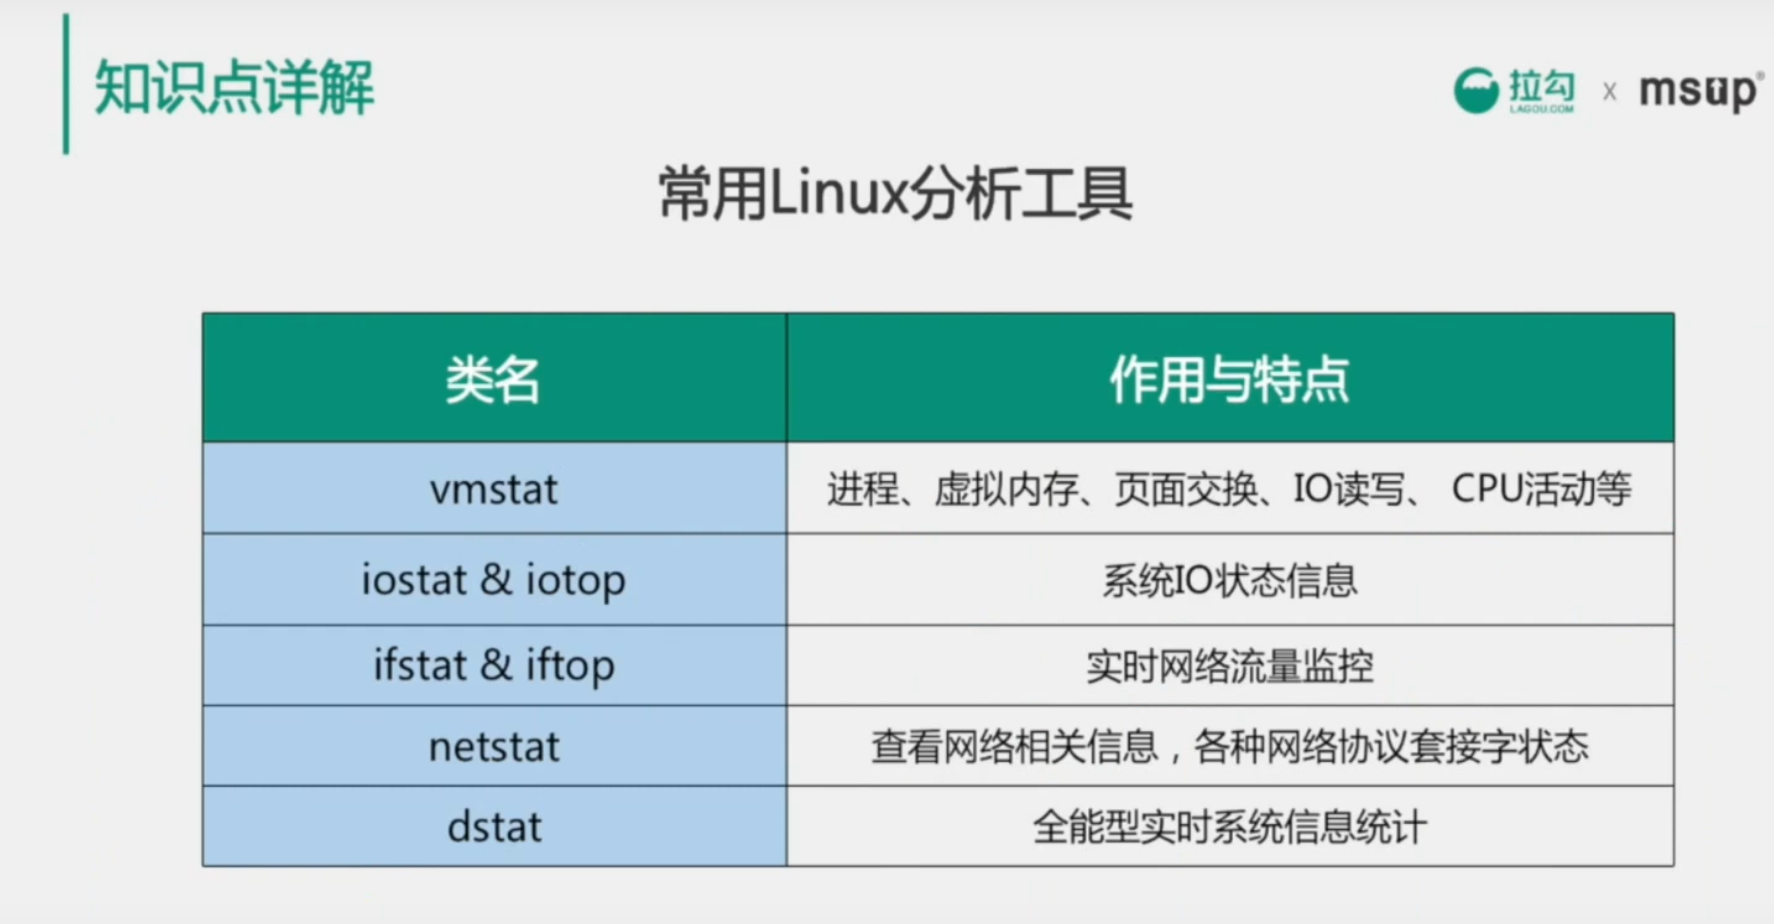 知识点详解
拉勾
LAGOU.COM
x
msup®
常用Linux分析工具
类名 作用与特点
vmstat 进程、虚拟内存、页面交换、IO读写、 CPU活动等
iostat & iotop 系统IO状态信息
ifstat & iftop 实时网络流量监控
netstat 查看网络相关信息，各种网络协议套接字状态
dstat 全能型实时系统信息统计